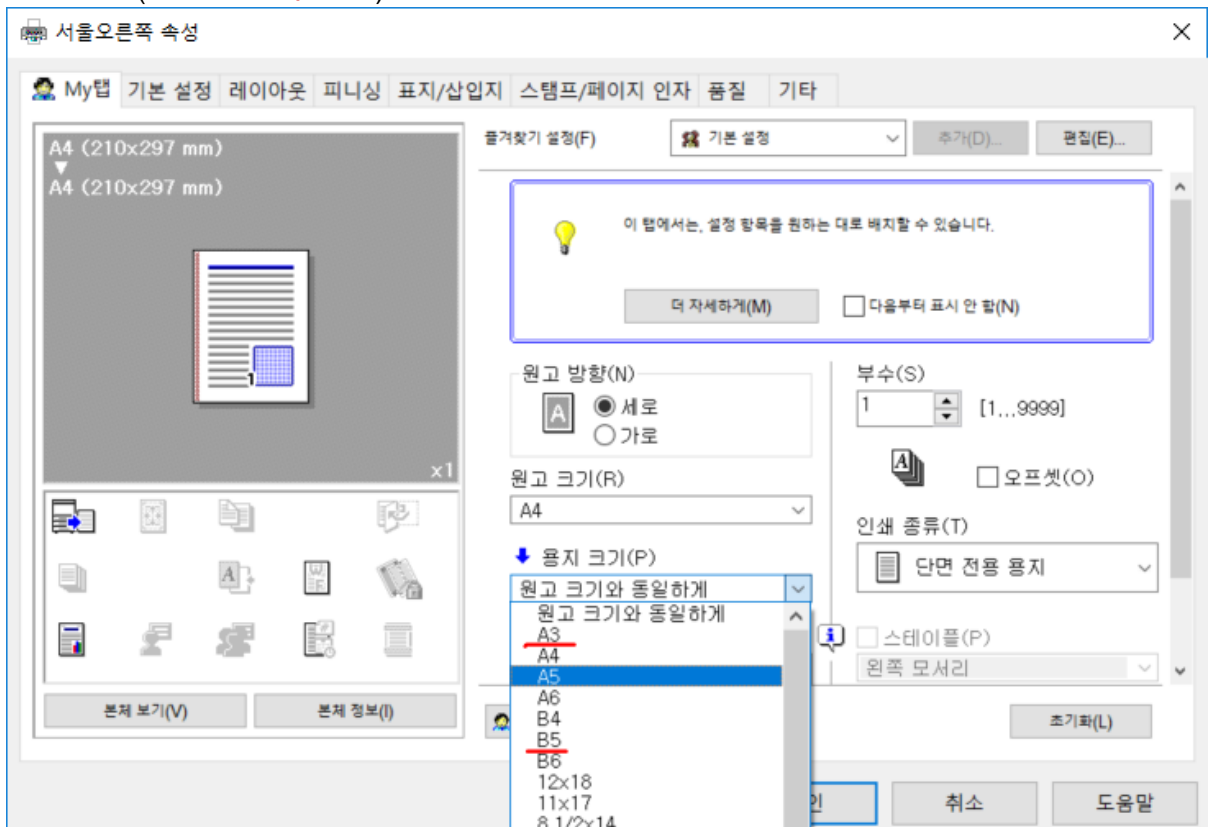 서울오른쪽 속성
My탭 기본 설정 레이아웃 피니싱 표지/삽입지 스탬프/페이지 인자 품질 기타
A4 (210x297 mm)
A4 (210x297 mm)
1
x1
본체 보기(V) 본체 정보(I)
즐겨찾기 설정(F) 기본 설정 추가(D)... 편집(E)...
이 탭에서는, 설정 항목을 원하는 대로 배치할 수 있습니다.
더 자세하게(M) 다음부터 표시 안 함(N)
원고 방향(N)
A 세로
가로
원고 크기(R)
A4
용지 크기(P)
원고 크기와 동일하게
원고 크기와 동일하게
A3
A4
A5
A6
B4
B5
B6
12x18
11x17
8 1/2x14
부수(S)
1 [1...9999]
오프셋(O)
인쇄 종류(T)
단면 전용 용지
스테이플(P)
왼쪽 모서리
초기화(L)
취소 도움말